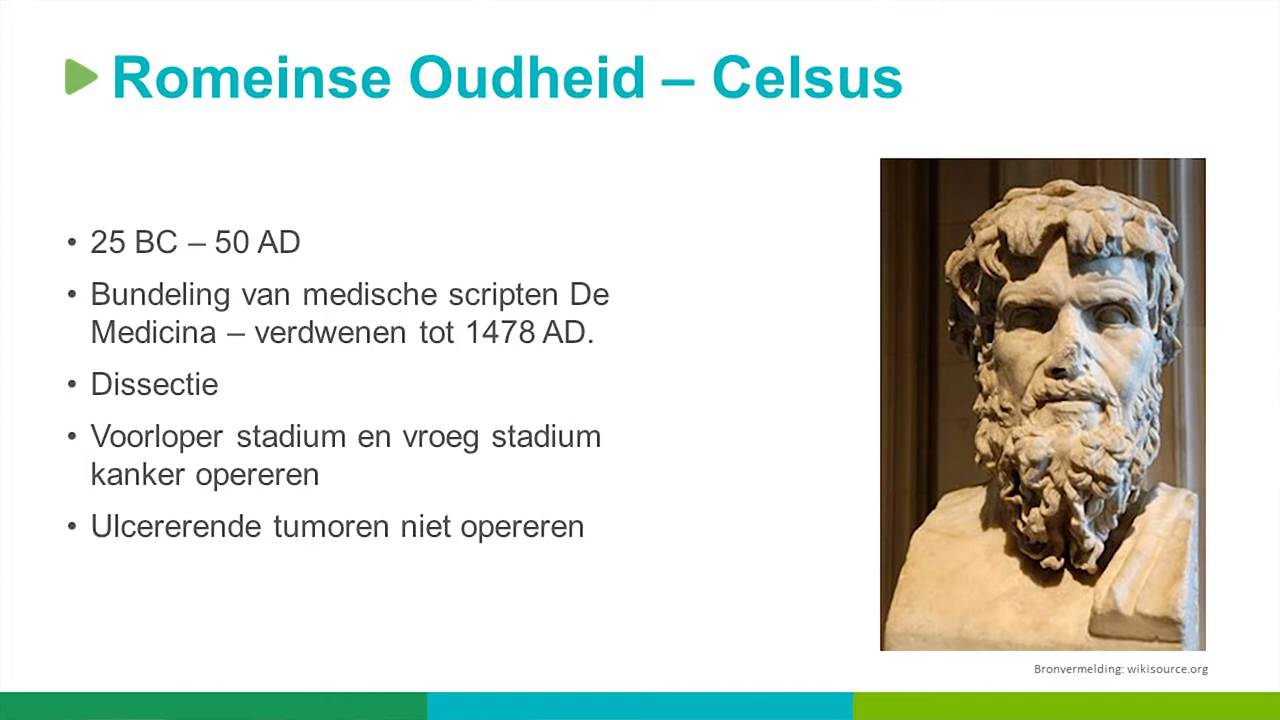 Romeinse Oudheid – Celsus
• 25 BC – 50 AD
• Bundeling van medische scripten De
Medicina – verdwenen tot 1478 AD.
• Dissectie
• Voorloper stadium en vroeg stadium
kanker opereren
• Ulcererende tumoren niet opereren
Bronvermelding: wikisource.org